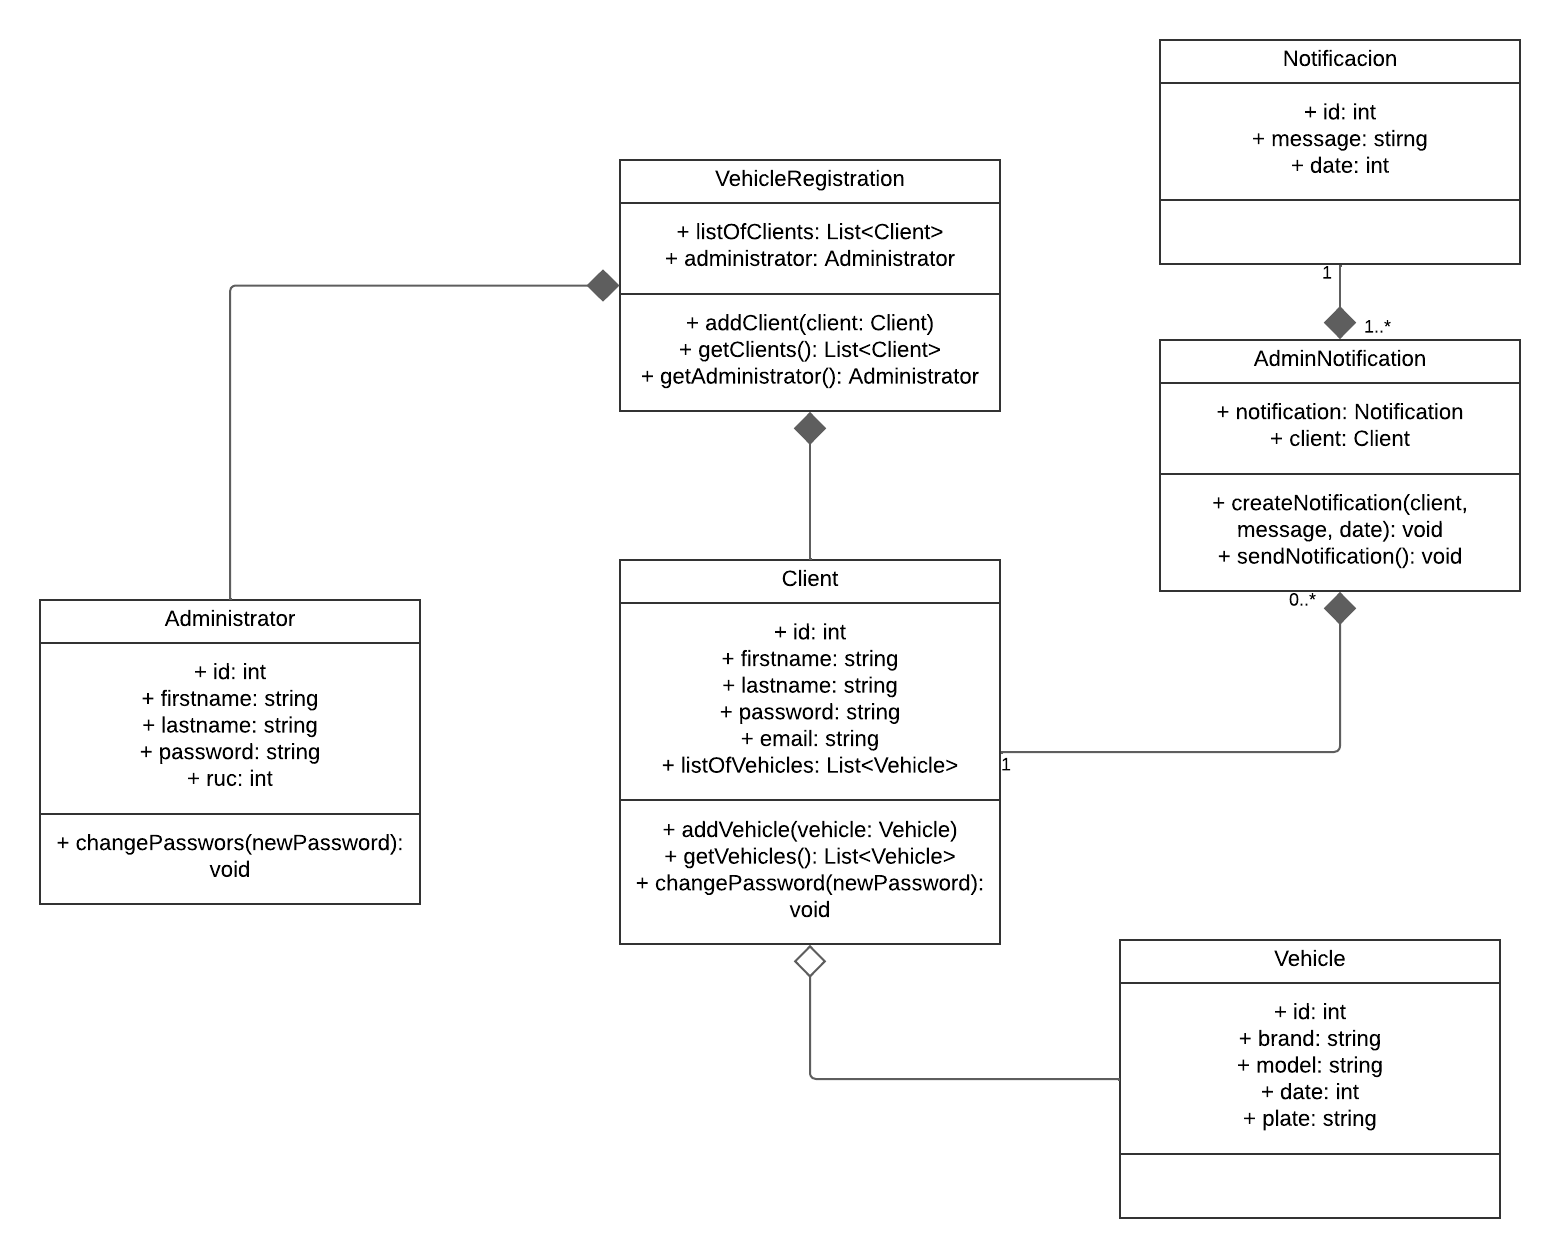 Notificacion
+ id: int
+ message: stirng
+ date: int
1
1..*
VehicleRegistration
+ listOfClients: List<Client>
+ administrator: Administrator
+ addClient(client: Client)
+ getClients(): List<Client>
+ getAdministrator(): Administrator
AdminNotification
+ notification: Notification
+ client: Client
+ createNotification(client,
message, date): void
+ sendNotification(): void
0..*
Administrator
+ id: int
+ firstname: string
+ lastname: string
+ password: string
+ ruc: int
+ changePasswors(newPassword):
void
Client
+ id: int
+ firstname: string
+ lastname: string
+ password: string
+ email: string
+ listOfVehicles: List<Vehicle>
1
+ addVehicle(vehicle: Vehicle)
+ getVehicles(): List<Vehicle>
+ changePassword(newPassword):
void
Vehicle
+ id: int
+ brand: string
+ model: string
+ date: int
+ plate: string